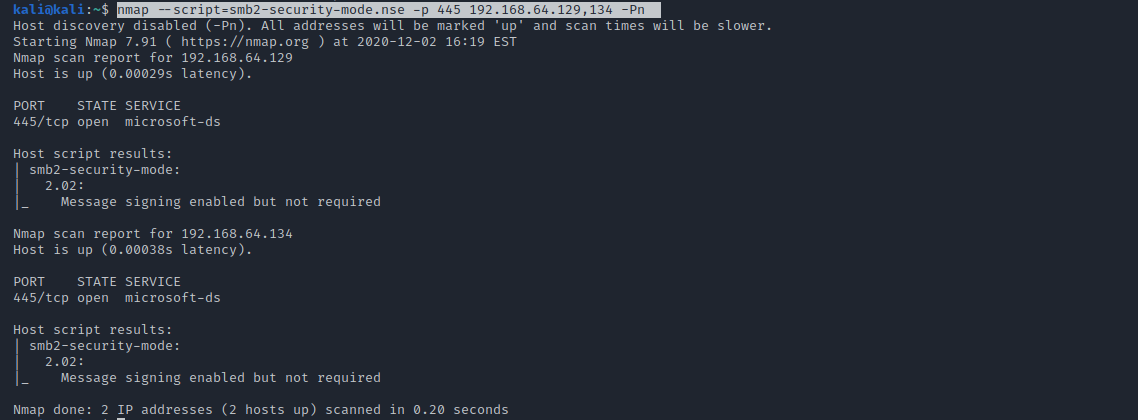 kali@kali:~$ nmap --script=smb2-security-mode.nse -p 445 192.168.64.129,134 -Pn
Host discovery disabled (-Pn). All addresses will be marked 'up' and scan times will be slower.
Starting Nmap 7.91 ( https://nmap.org ) at 2020-12-02 16:19 EST
Nmap scan report for 192.168.64.129
Host is up (0.00029s latency).

PORT    STATE SERVICE
445/tcp open  microsoft-ds

Host script results:
| smb2-security-mode:
|   2.02:
|_    Message signing enabled but not required

Nmap scan report for 192.168.64.134
Host is up (0.00038s latency).

PORT    STATE SERVICE
445/tcp open  microsoft-ds

Host script results:
| smb2-security-mode:
|   2.02:
|_    Message signing enabled but not required

Nmap done: 2 IP addresses (2 hosts up) scanned in 0.20 seconds